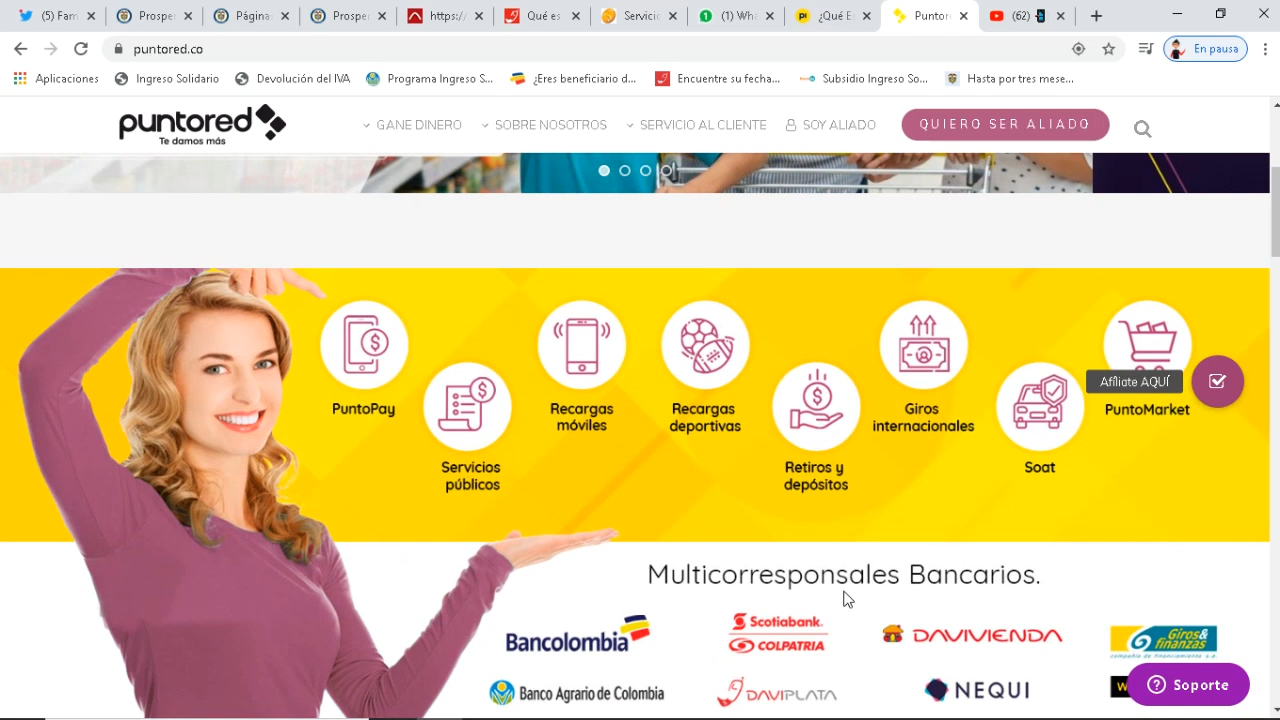 (5) Fam
Prospe
Página
Prospe
https:/
Qué es
Servicio
(1) Wha
¿Qué E
Puntor
(62)
puntored.co
En pausa
Aplicaciones
Ingreso Solidario
Devolución del IVA
Programa Ingreso S...
¿Eres beneficiario d...
Encuentre su fecha...
Subsidio Ingreso So...
Hasta por tres mese...
puntored
Te damos más
GANE DINERO
SOBRE NOSOTROS
SERVICIO AL CLIENTE
SOY ALIADO
QUIERO SER ALIADO
PuntoPay
Servicios
públicos
Recargas
móviles
Recargas
deportivas
Retiros y
depósitos
Giros
internacionales
Soat
Afíliate AQUÍ
PuntoMarket
Multicorresponsales Bancarios.
Bancolombia
Scotiabank
COLPATRIA
DAVIVIENDA
Giros&
finanzas
compañía de financiamiento s.a.
Banco Agrario de Colombia
DAVIPLATA
NEQUI
Soporte